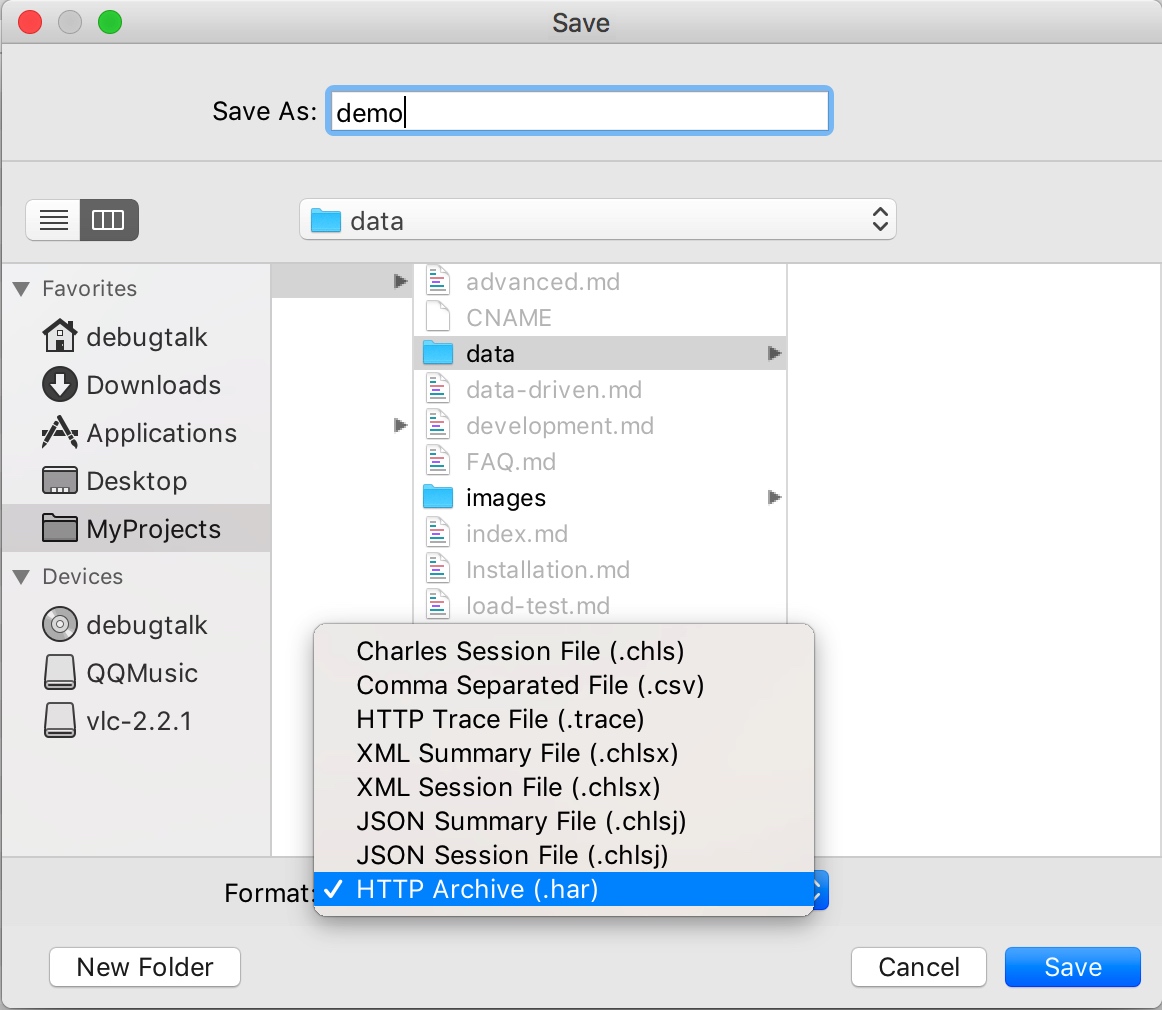 Save
Save As: demo
data
Favorites
debugtalk
Downloads
Applications
Desktop
MyProjects
Devices
debugtalk
QQMusic
vlc-2.2.1
advanced.md
CNAME
data
data-driven.md
development.md
FAQ.md
images
index.md
Installation.md
load-test.md
Charles Session File (.chls)
Comma Separated File (.csv)
HTTP Trace File (.trace)
XML Summary File (.chlsx)
XML Session File (.chlsx)
JSON Summary File (.chlsj)
JSON Session File (.chlsj)
Format: HTTP Archive (.har)
New Folder
Cancel
Save